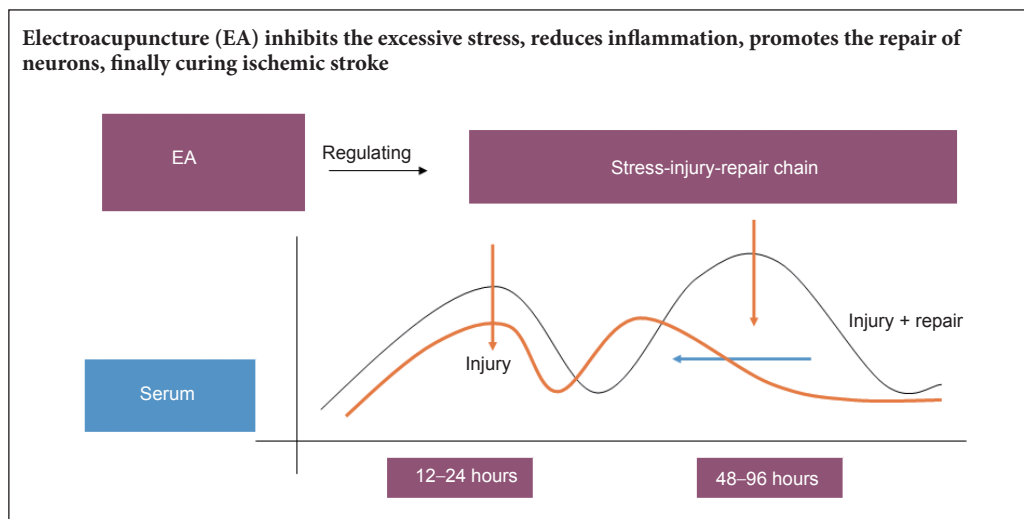 Electroacupuncture (EA) inhibits the excessive stress, reduces inflammation, promotes the repair of
neurons, finally curing ischemic stroke
EA
Regulating
Stress-injury-repair chain
Injury + repair
Injury
Serum
12–24 hours
48–96 hours